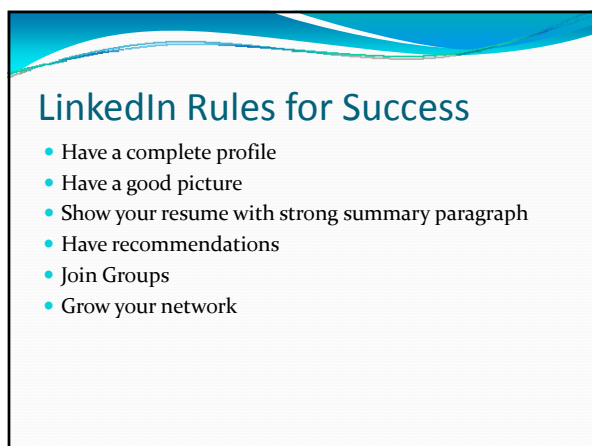 LinkedIn Rules for Success
• Have a complete profile
• Have a good picture
• Show your resume with strong summary paragraph
• Have recommendations
• Join Groups
• Grow your network